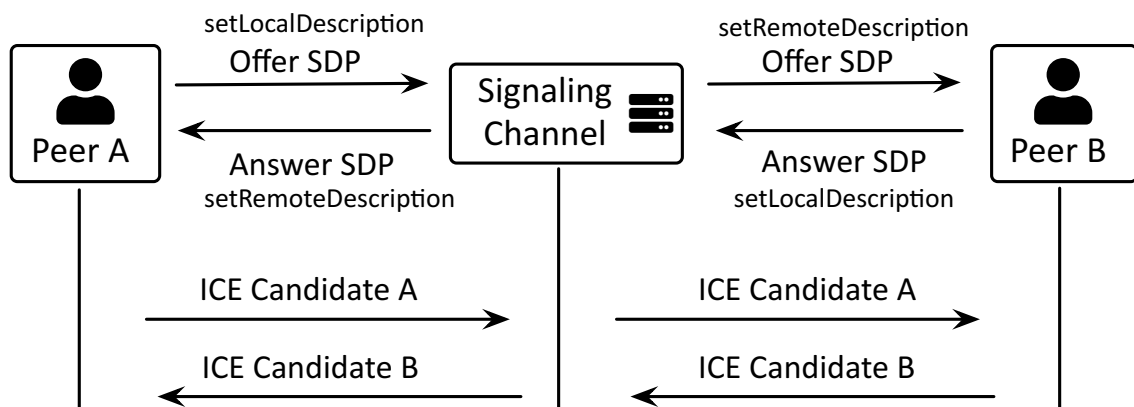 setLocalDescription
Offer SDP
setRemoteDescription
Offer SDP
Peer A
Signaling
Channel
Peer B
Answer SDP
setRemoteDescription
Answer SDP
setLocalDescription
ICE Candidate A
ICE Candidate A
ICE Candidate B
ICE Candidate B